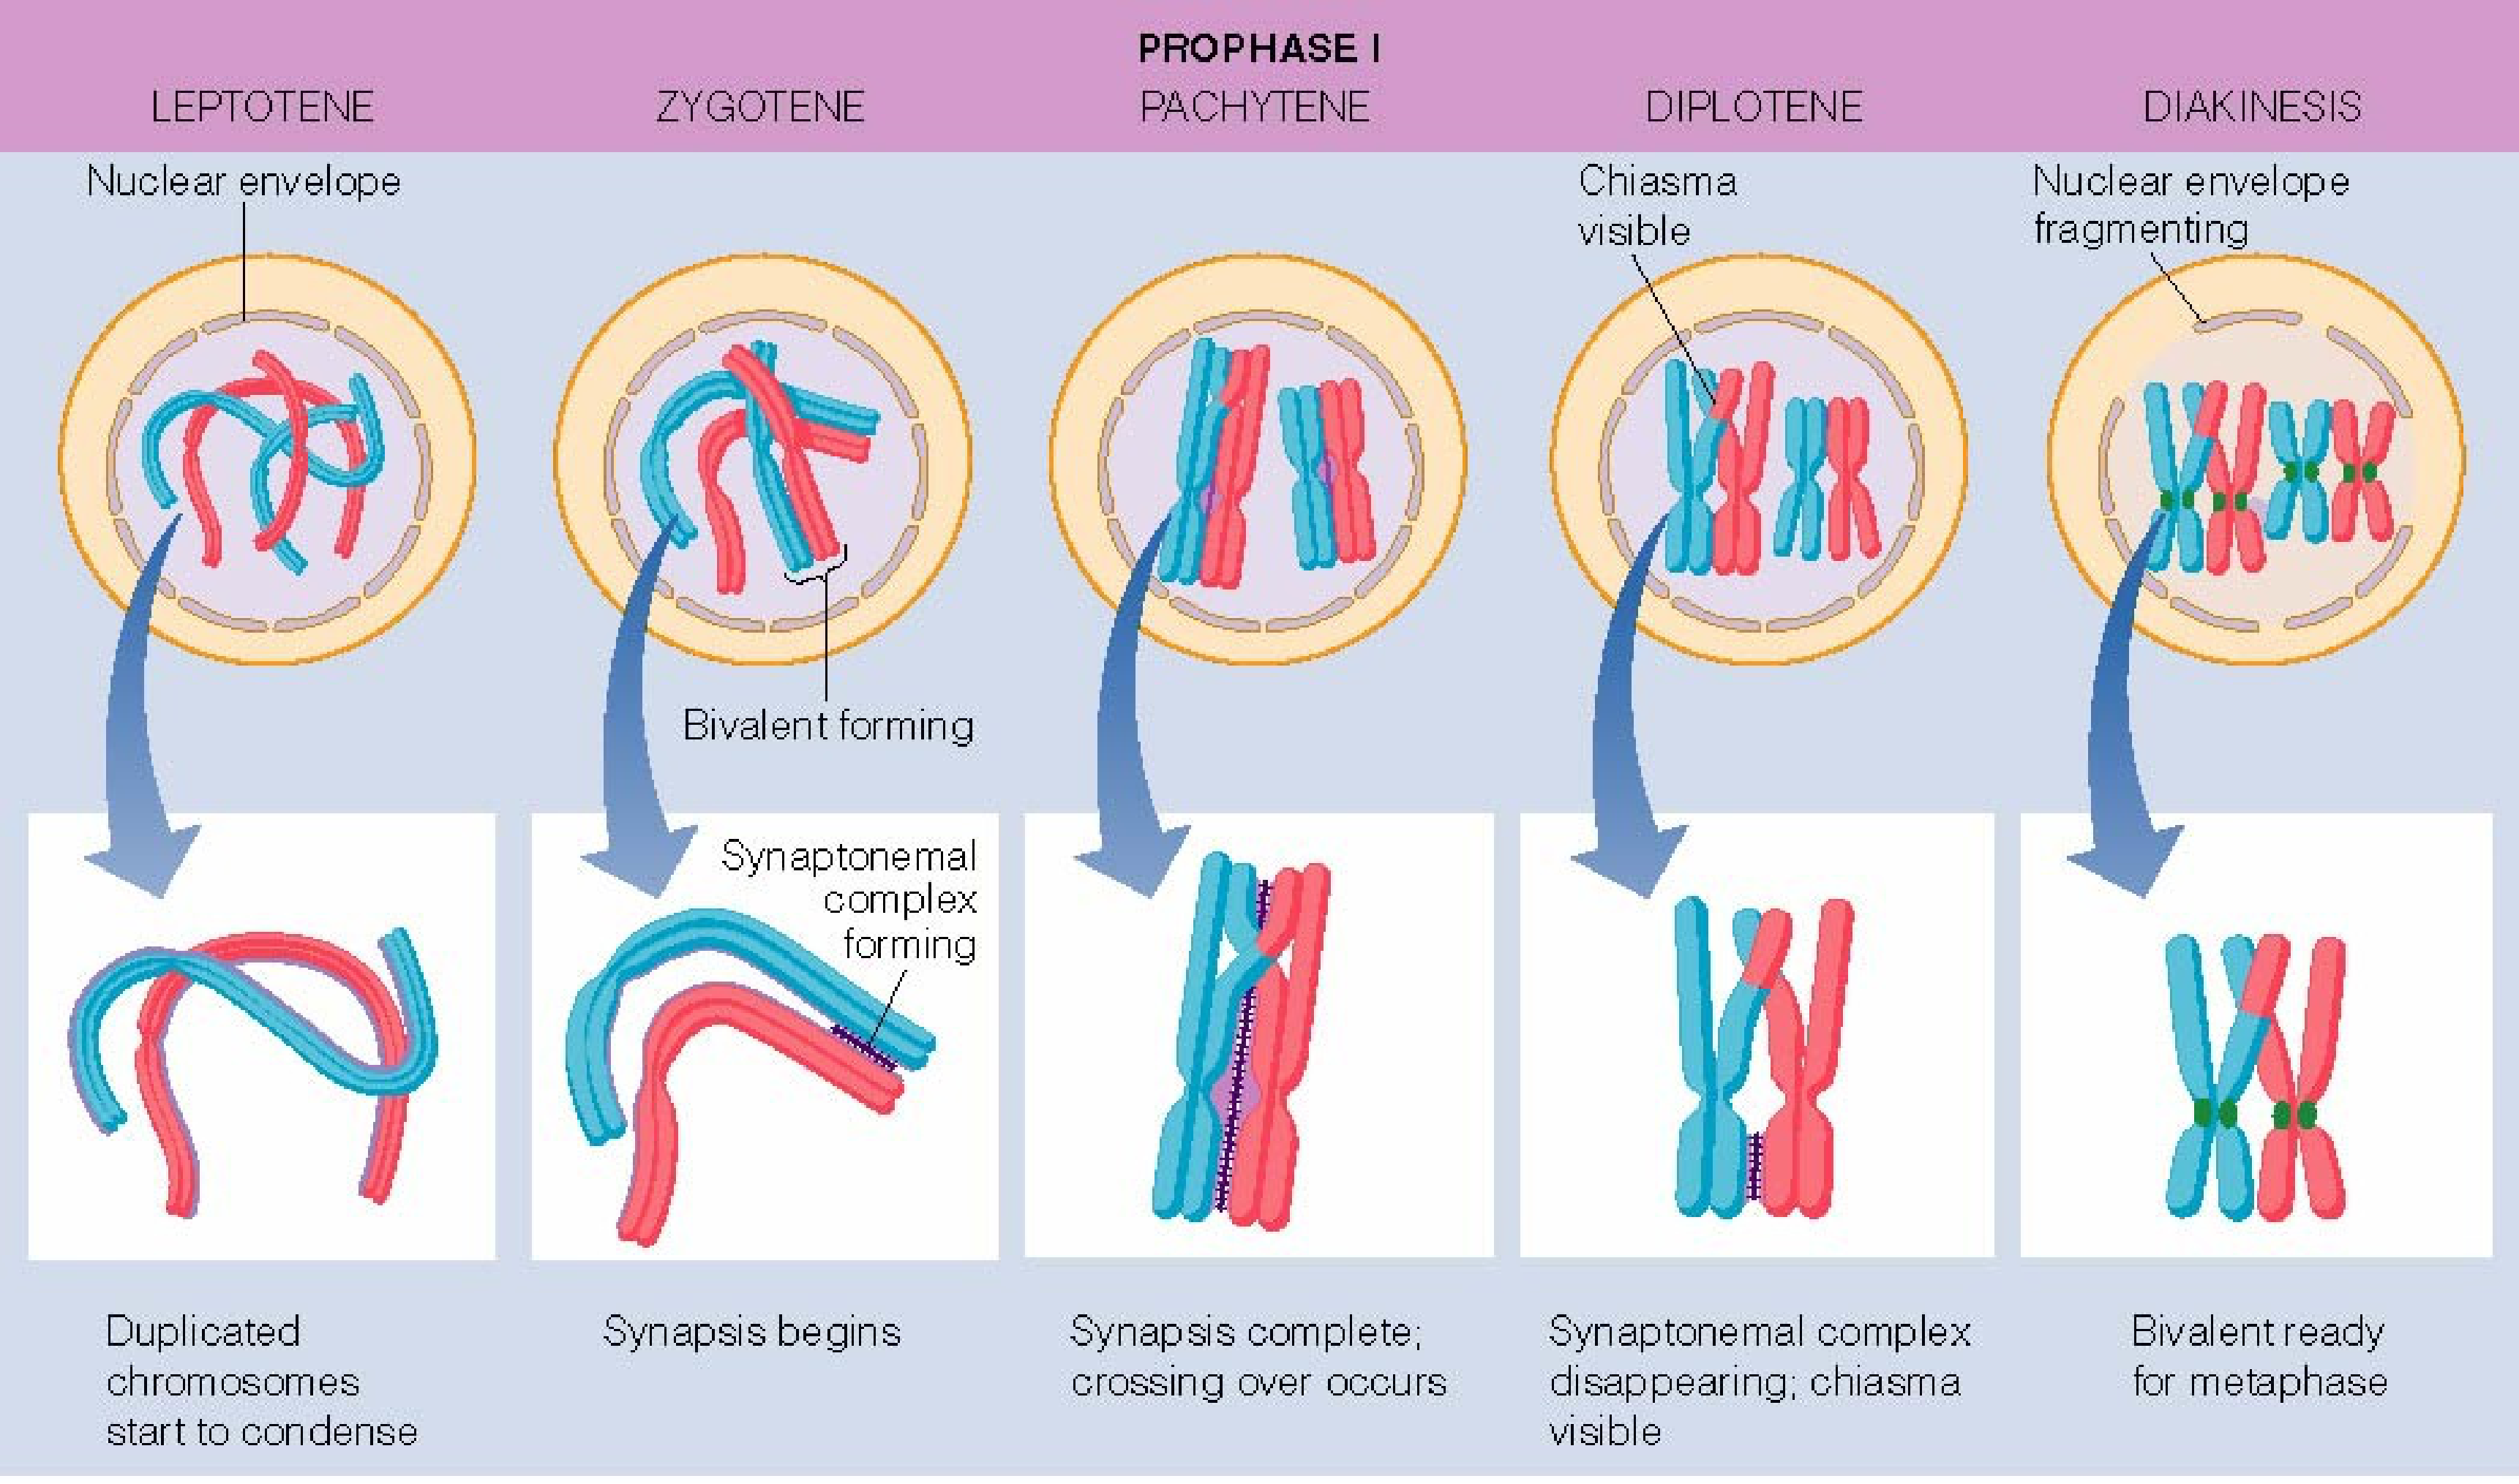 PROPHASE I
LEPTOTENE
ZYGOTENE
PACHYTENE
DIPLOTENE
DIAKINESIS
Nuclear envelope
Chiasma
visible
Nuclear envelope
fragmenting
Bivalent forming
Synaptonemal
complex
forming
Duplicated
chromosomes
start to condense
Synapsis begins
Synapsis complete;
crossing over occurs
Synaptonemal complex
disappearing; chiasma
visible
Bivalent ready
for metaphase